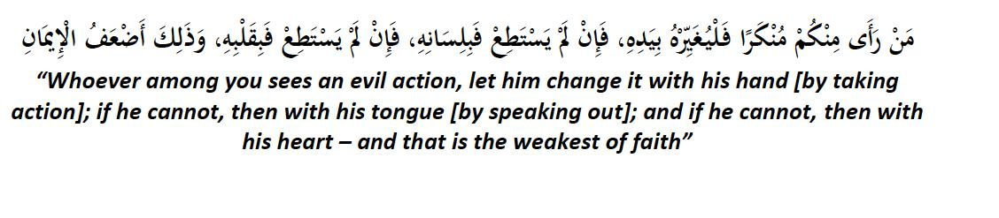 مَنْ رَأَى مِنْكُمْ مُنْكَرًا فَلْيُغَيِّرْهُ بِيَدِهِ، فَإِنْ لَمْ يَسْتَطِعْ فَبِلِسَانِهِ، فَإِنْ لَمْ يَسْتَطِعْ فَبِقَلْبِهِ، وَذَلِكَ أَضْعَفُ الْإِيمَانِ
“Whoever among you sees an evil action, let him change it with his hand [by taking
action]; if he cannot, then with his tongue [by speaking out]; and if he cannot, then with
his heart – and that is the weakest of faith”